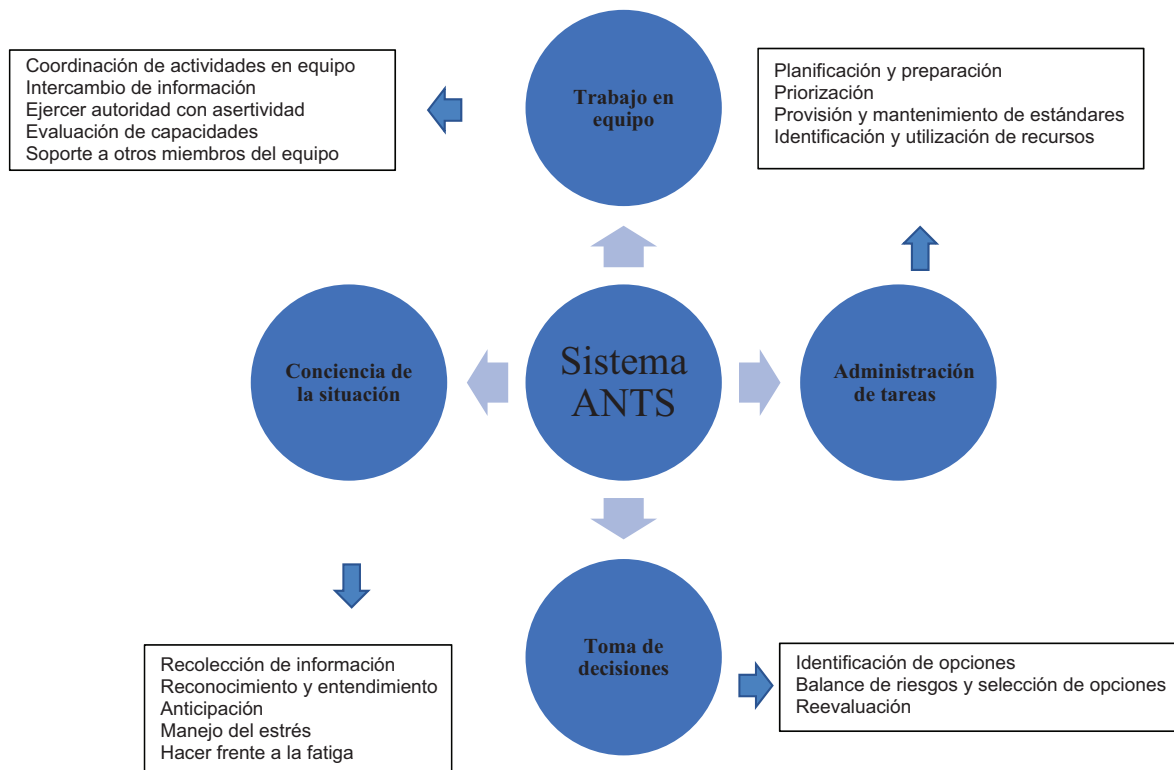 Coordinación de actividades en equipo
Intercambio de información
Ejercer autoridad con asertividad
Evaluación de capacidades
Soporte a otros miembros del equipo
Trabajo en
equipo
Planificación y preparación
Priorización
Provisión y mantenimiento de estándares
Identificación y utilización de recursos
Conciencia de
la situación
Sistema
ANTS
Administración
de tareas
Recolección de información
Reconocimiento y entendimiento
Anticipación
Manejo del estrés
Hacer frente a la fatiga
Toma de
decisiones
Identificación de opciones
Balance de riesgos y selección de opciones
Reevaluación